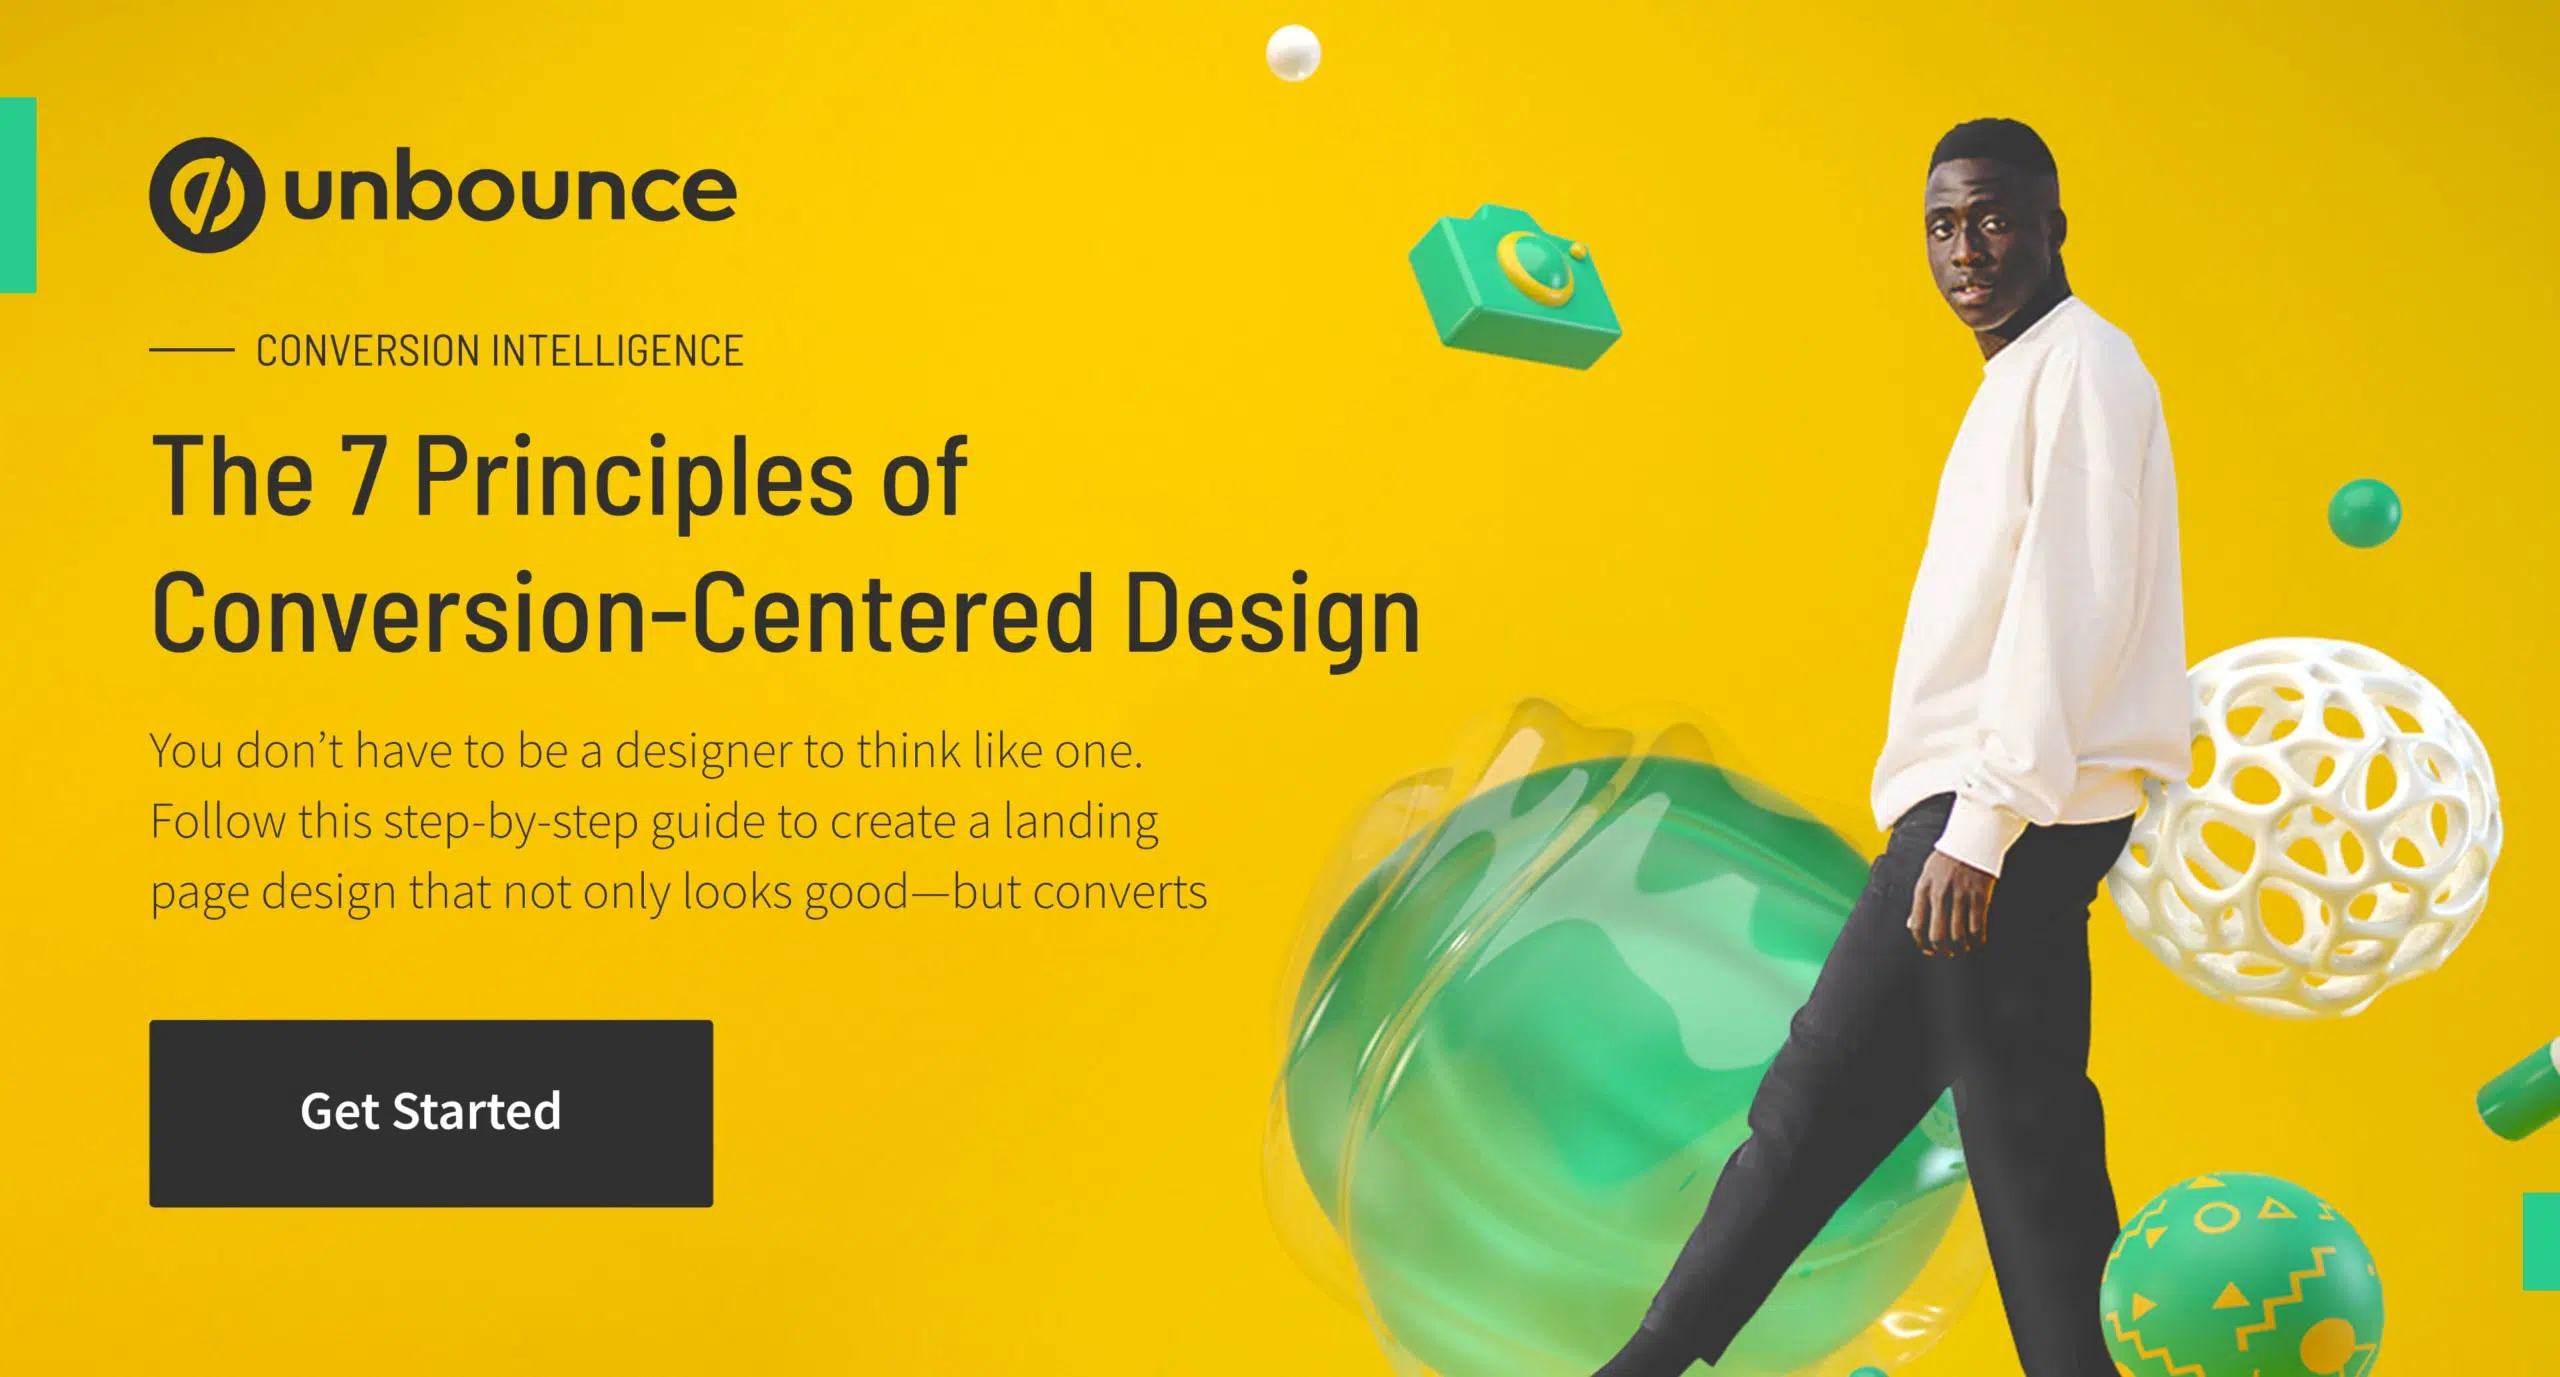 unbounce
CONVERSION INTELLIGENCE
The 7 Principles of
Conversion-Centered Design
You don’t have to be a designer to think like one.
Follow this step-by-step guide to create a landing
page design that not only looks good—but converts
Get Started